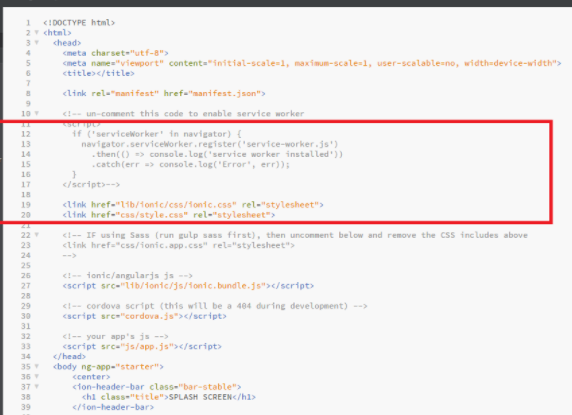 1 <!DOCTYPE html>
2 <html>
3 <head>
4 <meta charset="utf-8">
5 <meta name="viewport" content="initial-scale=1, maximum-scale=1, user-scalable=no, width=device-width">
6 <title></title>
7
8 <link rel="manifest" href="manifest.json">
9
10 <!-- un-comment this code to enable service worker
11 <script>
12 if ('serviceWorker' in navigator) {
13 navigator.serviceWorker.register('service-worker.js')
14 .then(() => console.log('service worker installed'))
15 .catch(err => console.log('Error', err));
16 }
17 </script>-->
18
19 <link href="lib/ionic/css/ionic.css" rel="stylesheet">
20 <link href="css/style.css" rel="stylesheet">
21
22 <!-- IF using Sass (run gulp sass first), then uncomment below and remove the CSS includes above
23 <link href="css/ionic.app.css" rel="stylesheet">
24 -->
25
26 <!-- ionic/angularjs js -->
27 <script src="lib/ionic/js/ionic.bundle.js"></script>
28
29 <!-- cordova script (this will be a 404 during development) -->
30 <script src="cordova.js"></script>
31
32 <!-- your app's js -->
33 <script src="js/app.js"></script>
34 </head>
35 <body ng-app="starter">
36 <center>
37 <ion-header-bar class="bar-stable">
38 <h1 class="title">SPLASH SCREEN</h1>
39 </ion-header-bar>